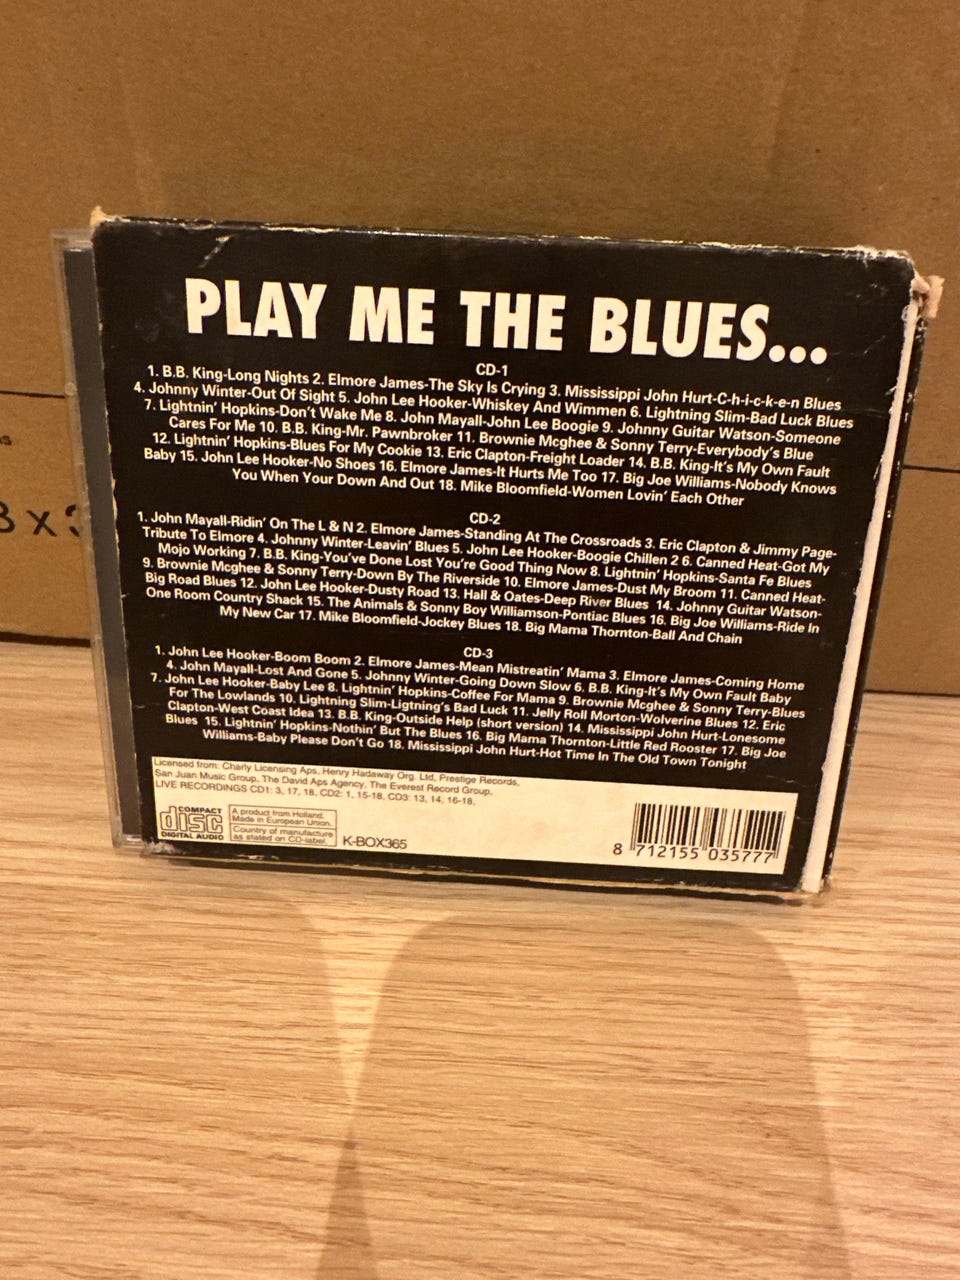 PLAY ME THE BLUES...
CD-1
1. B.B. King-Long Nights 2. Elmore James-The Sky Is Crying 3. Mississippi John Hurt-C-h-i-c-k-e-n Blues
4. Johnny Winter-Out Of Sight 5. John Lee Hooker-Whiskey And Wimmen 6. Lightning Slim-Bad Luck Blues
7. Lightnin' Hopkins-Don't Wake Me 8. John Mayall-John Lee Boogie 9. Johnny Guitar Watson-Someone
Cares For Me 10. B.B. King-Mr. Pawnbroker 11. Brownie Mcghee & Sonny Terry-Everybody's Blue
12. Lightnin' Hopkins-Blues For My Cookie 13. Eric Clapton-Freight Loader 14. B.B. King-It's My Own Fault
Baby 15. John Lee Hooker-No Shoes 16. Elmore James-It Hurts Me Too 17. Big Joe Williams-Nobody Knows
You When Your Down And Out 18. Mike Bloomfield-Women Lovin' Each Other
CD-2
1. John Mayall-Ridin' On The L & N 2. Elmore James-Standing At The Crossroads 3. Eric Clapton & Jimmy Page-
Tribute To Elmore 4. Johnny Winter-Leavin' Blues 5. John Lee Hooker-Boogie Chillen 2 6. Canned Heat-Got My
Mojo Working 7. B.B. King-You've Done Lost You're Good Thing Now 8. Lightnin' Hopkins-Santa Fe Blues
9. Brownie Mcghee & Sonny Terry-Down By The Riverside 10. Elmore James-Dust My Broom 11. Canned Heat-
Big Road Blues 12. John Lee Hooker-Dusty Road 13. Hall & Oates-Deep River Blues 14. Johnny Guitar Watson-
One Room Country Shack 15. The Animals & Sonny Boy Williamson-Pontiac Blues 16. Big Joe Williams-Ride In
My New Car 17. Mike Bloomfield-Jockey Blues 18. Big Mama Thornton-Ball And Chain
CD-3
1. John Lee Hooker-Boom Boom 2. Elmore James-Mean Mistreatin' Mama 3. Elmore James-Coming Home
4. John Mayall-Lost And Gone 5. Johnny Winter-Going Down Slow 6. B.B. King-It's My Own Fault Baby
7. John Lee Hooker-Baby Lee 8. Lightnin' Hopkins-Coffee For Mama 9. Brownie Mcghee & Sonny Terry-Blues
For The Lowlands 10. Lightning Slim-Ligtning's Bad Luck 11. Jelly Roll Morton-Wolverine Blues 12. Eric
Clapton-West Coast Idea 13. B.B. King-Outside Help (short version) 14. Mississippi John Hurt-Lonesome
Blues 15. Lightnin' Hopkins-Nothin' But The Blues 16. Big Mama Thornton-Little Red Rooster 17. Big Joe
Williams-Baby Please Don't Go 18. Mississippi John Hurt-Hot Time In The Old Town Tonight
Licensed from: Charly Licensing Aps, Henry Hadaway Org. Ltd, Prestige Records,
San Juan Music Group, The David Aps Agency, The Everest Record Group,
LIVE RECORDINGS CD1: 3, 17, 18, CD2: 1, 15-18, CD3: 13, 14, 16-18,
COMPACT
disc
DIGITAL AUDIO
A product from Holland.
Made in European Union.
Country of manufacture
as stated on CD-label.
K-BOX365
8 712155 035777